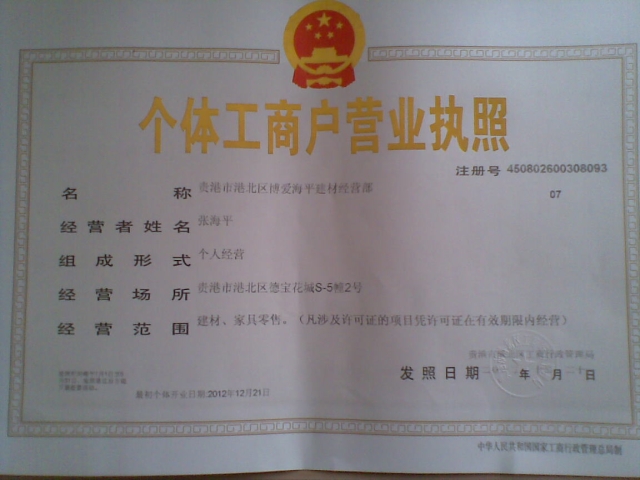 个体工商户营业执照
注册号 450802600308093
07
名称 贵港市港北区博爱海平建材经营部
经营者姓名 张海平
组成形式 个人经营
经营场所 贵港市港北区德宝花城S-5幢2号
经营范围 建材、家具零售。(凡涉及许可证的项目凭许可证在有效期限内经营)
发照日期 年 月 日
最初个体开业日期:2012年12月21日
中华人民共和国国家工商行政管理总局制